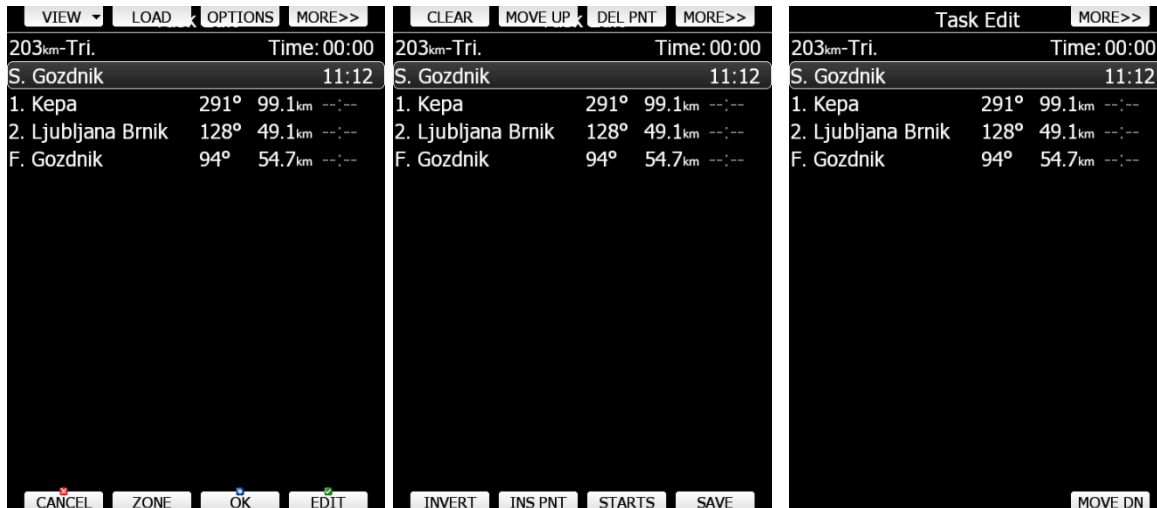 VIEW LOAD OPTIONS MORE>>
203km-Tri. Time: 00:00
S. Gozdnik 11:12
1. Kepa 291° 99.1km --:--
2. Ljubljana Brnik 128° 49.1km --:--
F. Gozdnik 94° 54.7km --:--
CANCEL ZONE OK EDIT
CLEAR MOVE UP DEL PNT MORE>>
203km-Tri. Time: 00:00
S. Gozdnik 11:12
1. Kepa 291° 99.1km --:--
2. Ljubljana Brnik 128° 49.1km --:--
F. Gozdnik 94° 54.7km --:--
INVERT INS PNT STARTS SAVE
Task Edit MORE>>
203km-Tri. Time: 00:00
S. Gozdnik 11:12
1. Kepa 291° 99.1km --:--
2. Ljubljana Brnik 128° 49.1km --:--
F. Gozdnik 94° 54.7km --:--
MOVE DN